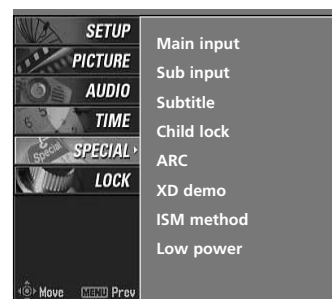 SETUP
PICTURE
AUDIO
TIME
SPECIAL
LOCK
Move MENU Prev
Main input
Sub input
Subtitle
Child lock
ARC
XD demo
ISM method
Low power